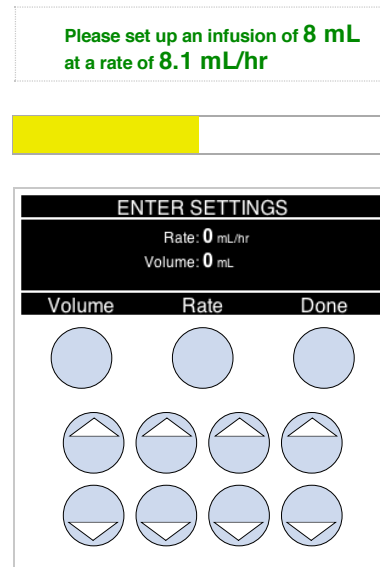 Please set up an infusion of 8 mL
at a rate of 8.1 mL/hr
ENTER SETTINGS
Rate: 0 mL/hr
Volume: 0 mL
Volume Rate Done